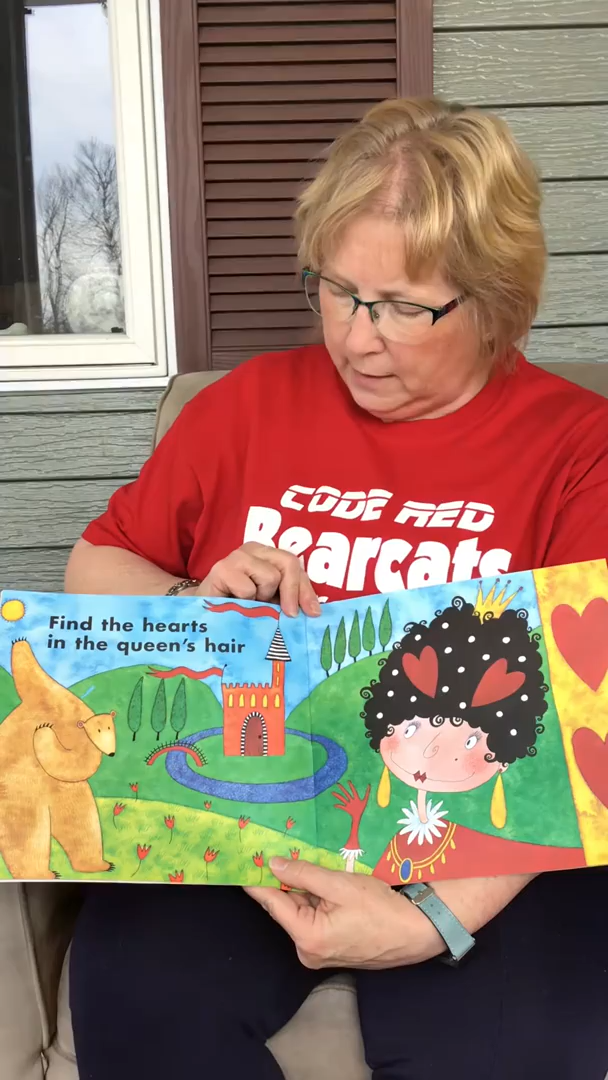 CODE RED
Bearcats
Find the hearts
in the queen's hair